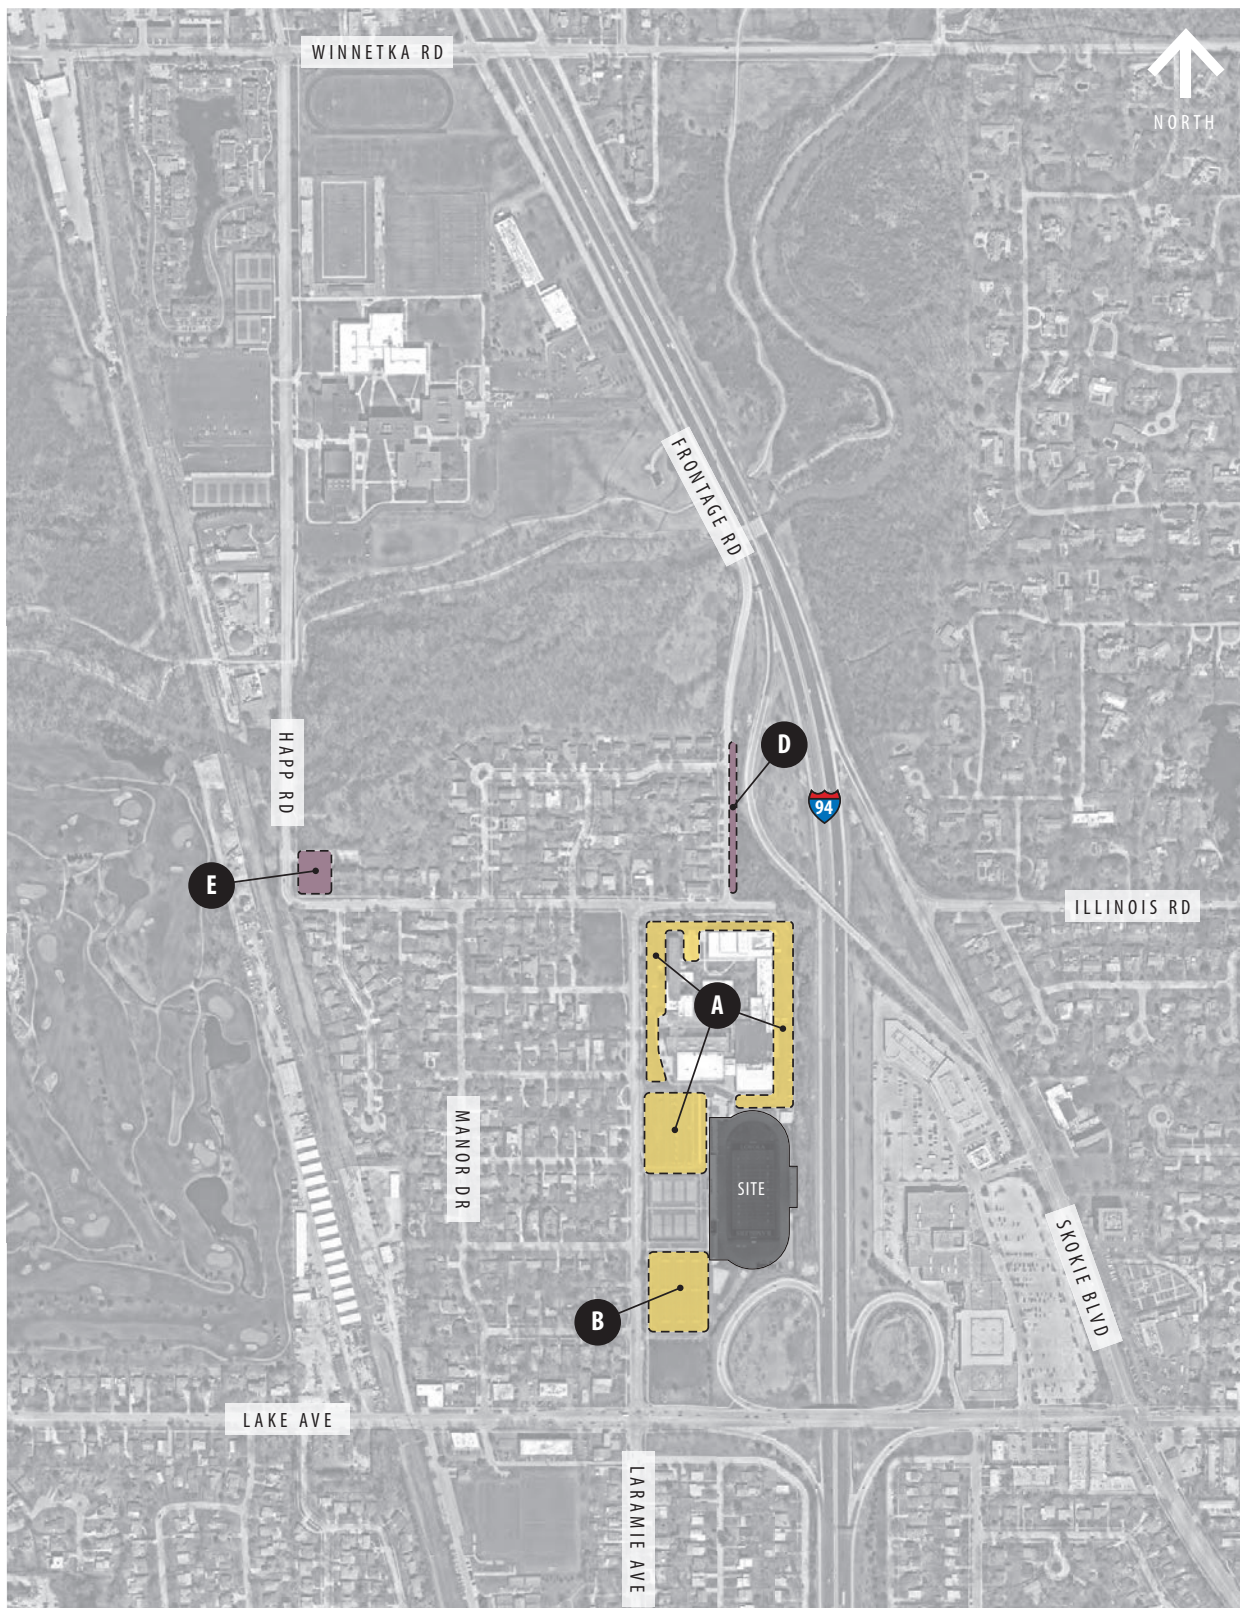 WINNETKA RD
NORTH
FRONTAGE RD
HAPP RD
D
94
E
ILLINOIS RD
A
MANOR DR
SITE
SKOKIE BLVD
B
LAKE AVE
LARAMIE AVE